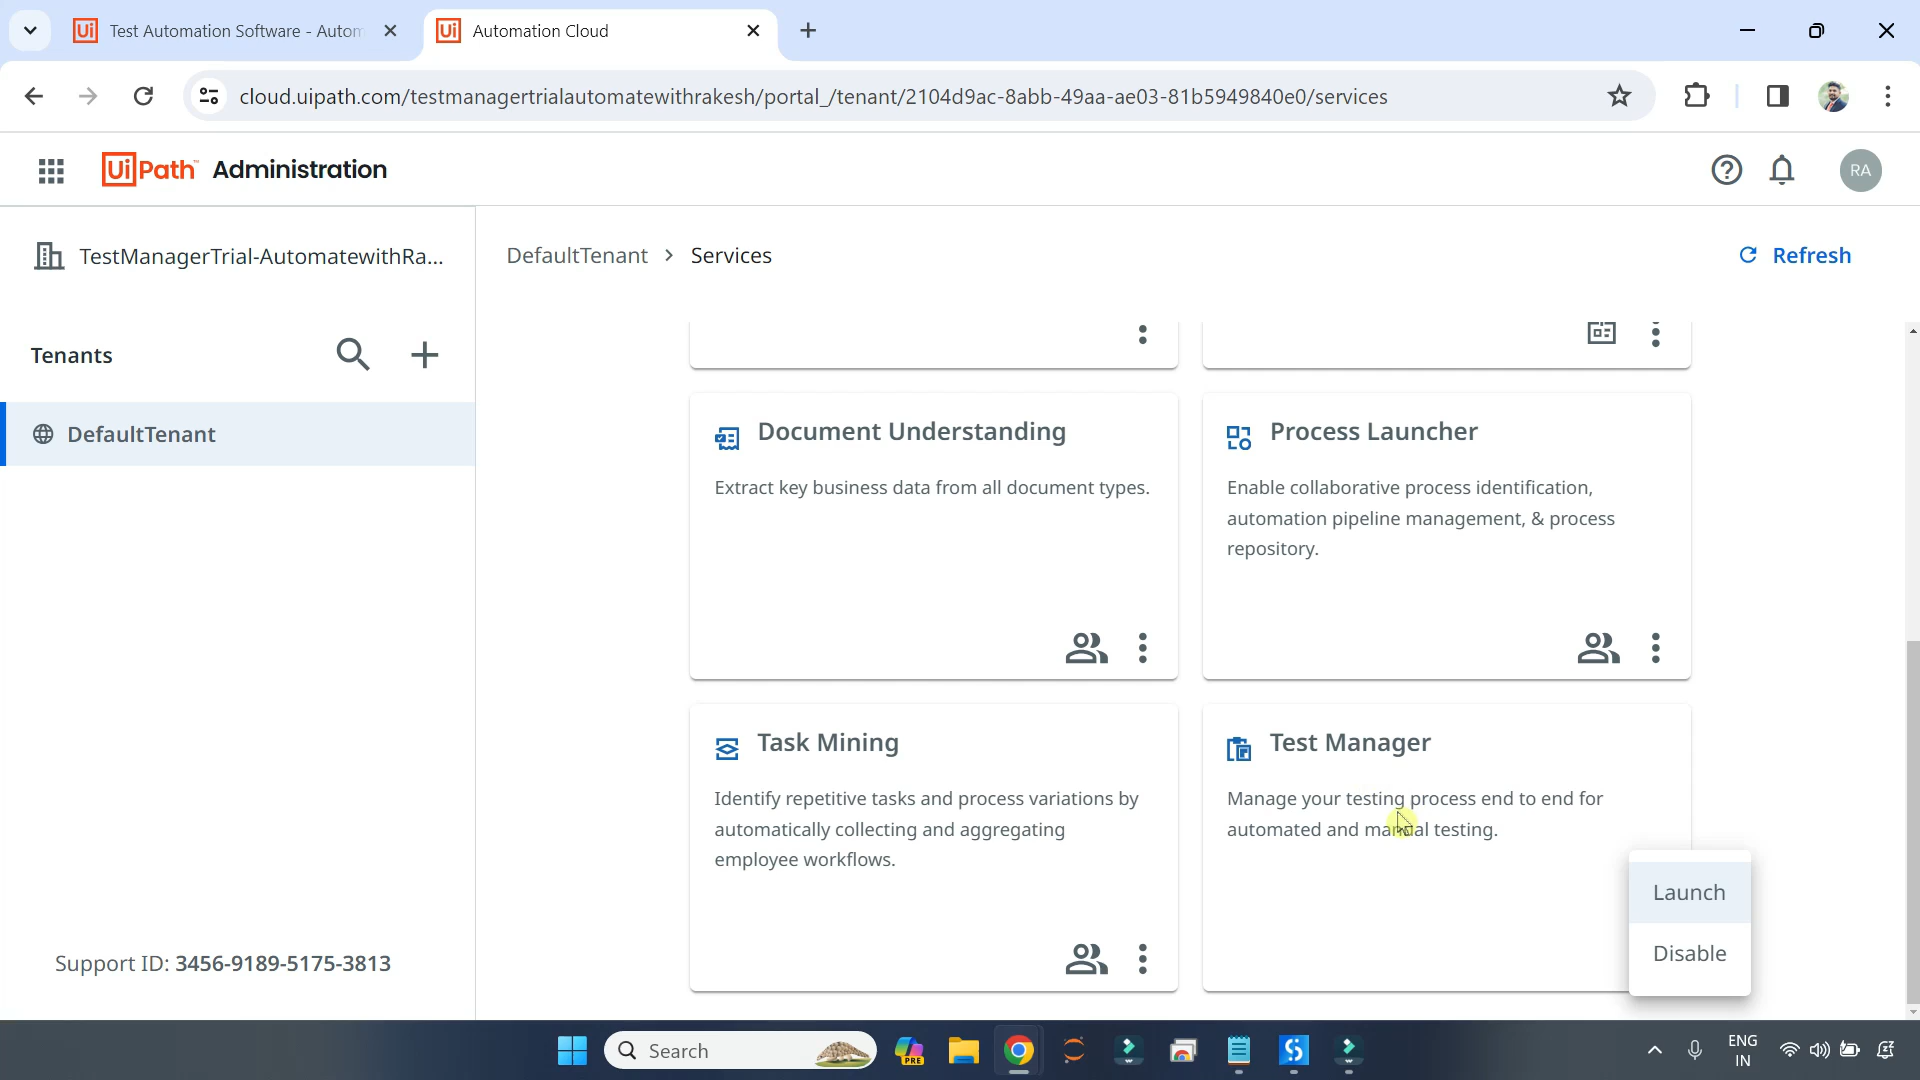 Test Automation Software - Autom
Automation Cloud
cloud.uipath.com/testmanagertrialautomatewithrakesh/portal_/tenant/2104d9ac-8abb-49aa-ae03-81b5949840e0/services
UiPath™ Administration
RA
TestManagerTrial-AutomatewithRa...
DefaultTenant > Services
Refresh
Tenants
DefaultTenant
Document Understanding
Extract key business data from all document types.
Process Launcher
Enable collaborative process identification,
automation pipeline management, & process
repository.
Task Mining
Identify repetitive tasks and process variations by
automatically collecting and aggregating
employee workflows.
Test Manager
Manage your testing process end to end for
automated and manual testing.
Launch
Disable
Support ID: 3456-9189-5175-3813
Search
PRE
ENG
IN